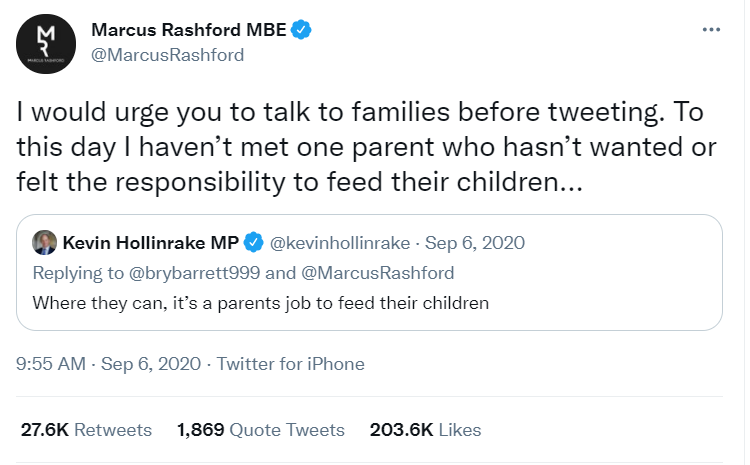 Marcus Rashford MBE
@MarcusRashford
I would urge you to talk to families before tweeting. To
this day I haven’t met one parent who hasn’t wanted or
felt the responsibility to feed their children...
Kevin Hollinrake MP @kevinhollinrake · Sep 6, 2020
Replying to @brybarrett999 and @MarcusRashford
Where they can, it’s a parents job to feed their children
9:55 AM · Sep 6, 2020 · Twitter for iPhone
27.6K Retweets 1,869 Quote Tweets 203.6K Likes